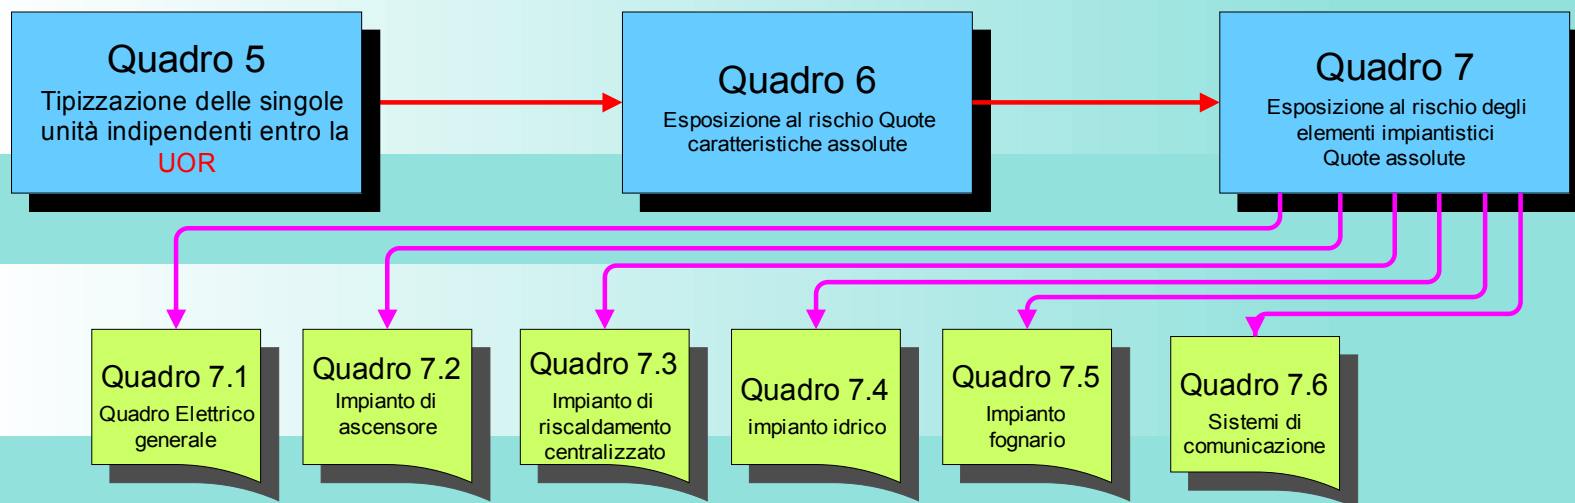 Quadro 5
Tipizzazione delle singole
unità indipendenti entro la
UOR
Quadro 6
Esposizione al rischio Quote
caratteristiche assolute
Quadro 7
Esposizione al rischio degli
elementi impiantistici
Quote assolute
Quadro 7.1
Quadro Elettrico
generale
Quadro 7.2
Impianto di
ascensore
Quadro 7.3
Impianto di
riscaldamento
centralizzato
Quadro 7.4
impianto idrico
Quadro 7.5
Impianto
fognario
Quadro 7.6
Sistemi di
comunicazione